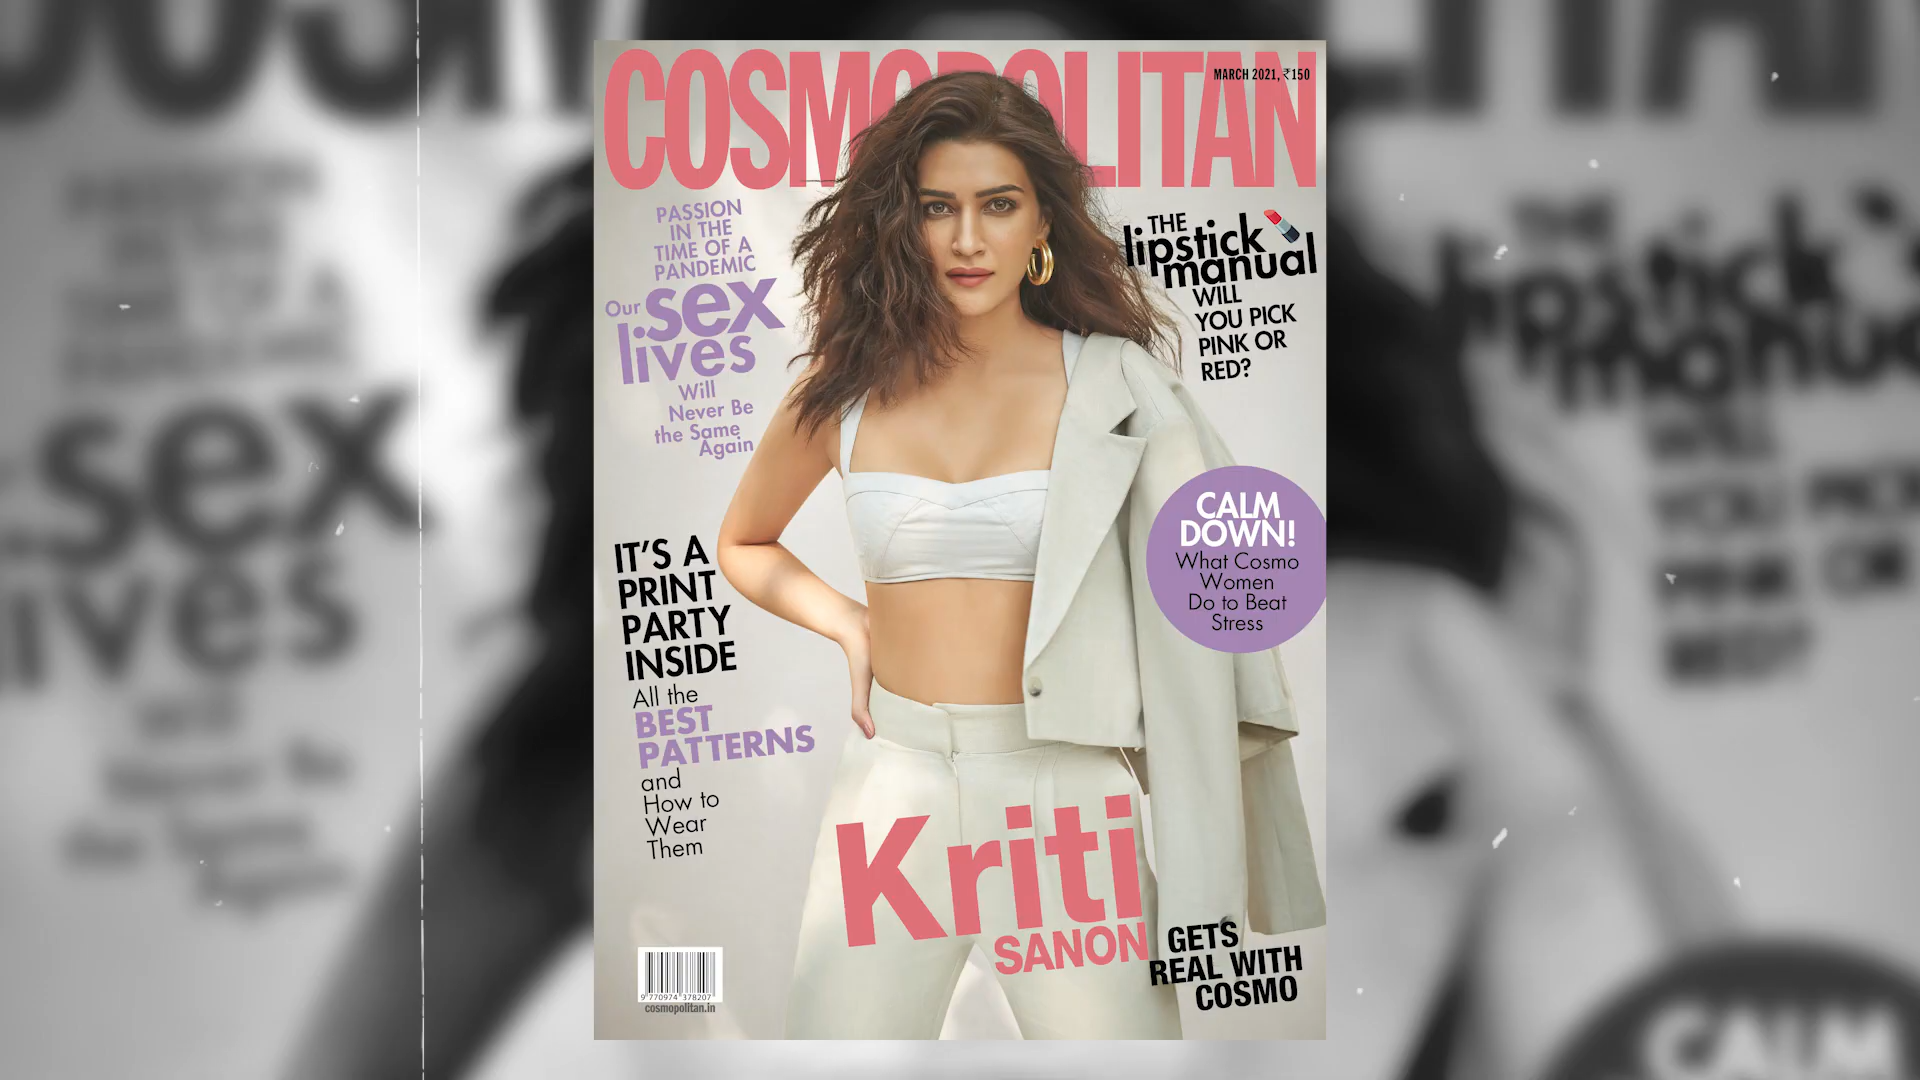 COSMOPOLITAN
MARCH 2021, ₹150
PASSION
IN THE
TIME OF A
PANDEMIC
Our sex
lives
Will
Never Be
the Same
Again
THE
lipstick
manual
WILL
YOU PICK
PINK OR
RED?
CALM
DOWN!
What Cosmo
Women
Do to Beat
Stress
IT'S A
PRINT
PARTY
INSIDE
All the
BEST
PATTERNS
and
How to
Wear
Them
Kriti
SANON
GETS
REAL WITH
COSMO
9 770974 378207
cosmopolitan.in